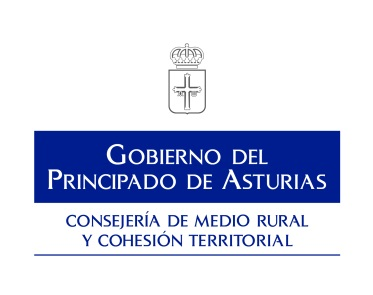 GOBIERNO DEL
PRINCIPADO DE ASTURIAS
CONSEJERÍA DE MEDIO RURAL
Y COHESIÓN TERRITORIAL